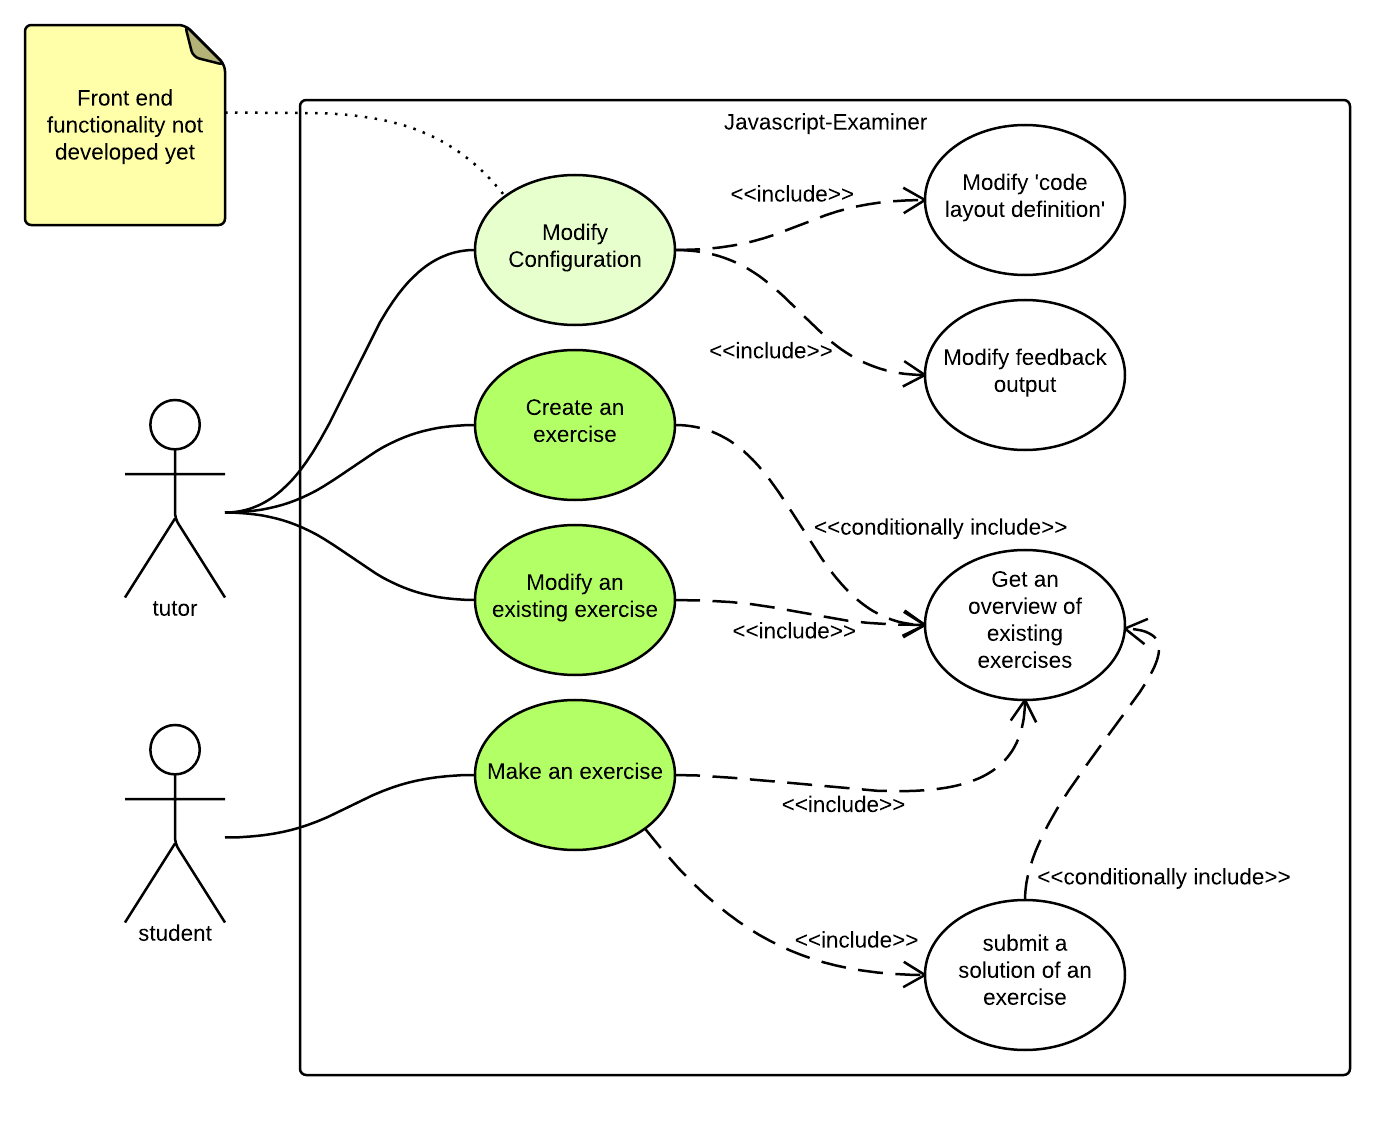 Front end
functionality not
developed yet
Javascript-Examiner
Modify
Configuration
<<include>>
Modify 'code
layout definition'
<<include>>
Modify feedback
output
Create an
exercise
<<conditionally include>>
Modify an
existing exercise
<<include>>
Get an
overview of
existing
exercises
tutor
Make an exercise
<<include>>
<<conditionally include>>
student
<<include>>
submit a
solution of an
exercise